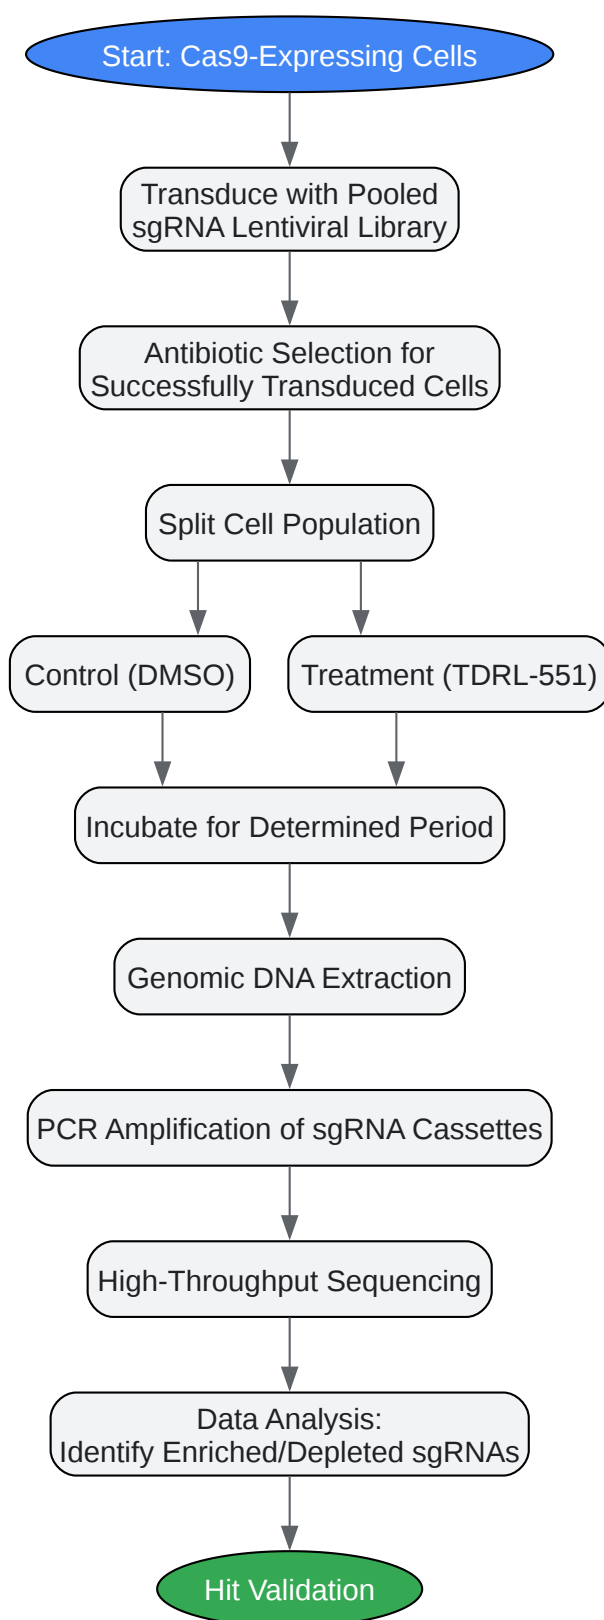 Start: Cas9-Expressing Cells
Transduce with Pooled
sgRNA Lentiviral Library
Antibiotic Selection for
Successfully Transduced Cells
Split Cell Population
Control (DMSO)
Treatment (TDRL-551)
Incubate for Determined Period
Genomic DNA Extraction
PCR Amplification of sgRNA Cassettes
High-Throughput Sequencing
Data Analysis:
Identify Enriched/Depleted sgRNAs
Hit Validation